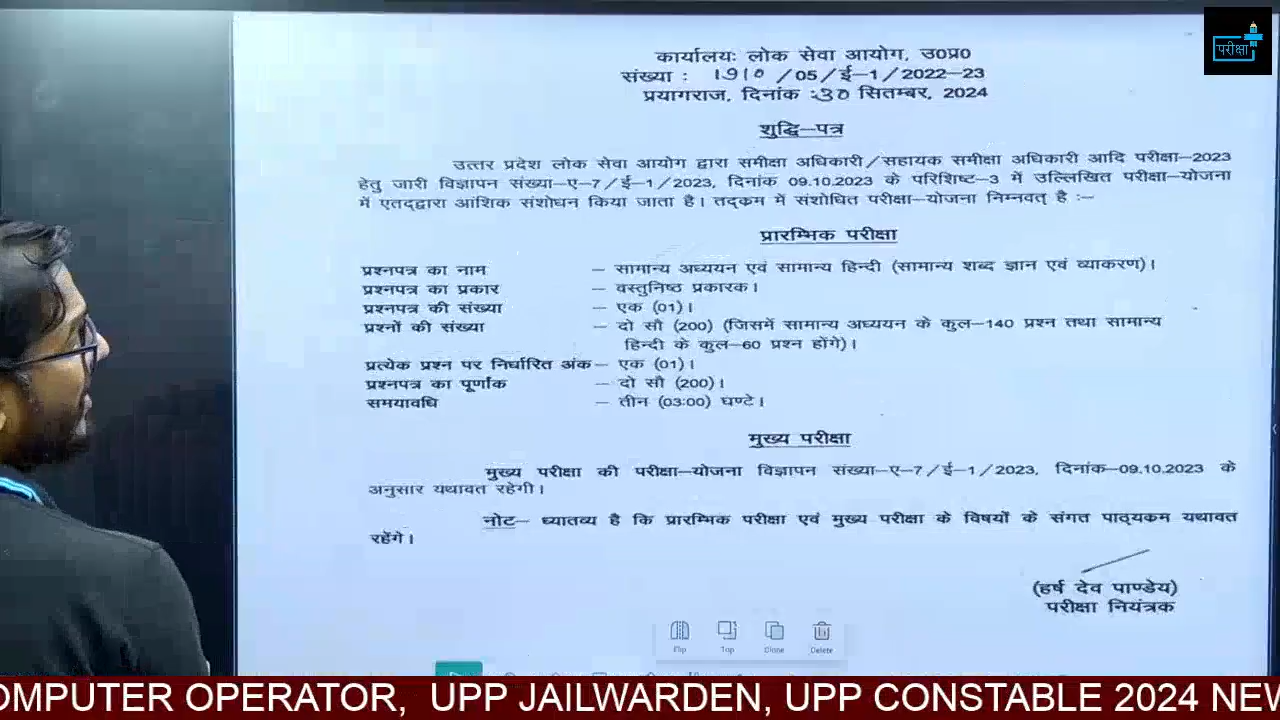 परीक्षा
कार्यालयः लोक सेवा आयोग, उ0प्र0
संख्या : 1910 /05/ई-1/2022-23
प्रयागराज, दिनांक :30 सितम्बर, 2024
शुद्धि-पत्र
उत्तर प्रदेश लोक सेवा आयोग द्वारा समीक्षा अधिकारी/सहायक समीक्षा अधिकारी आदि परीक्षा-2023
हेतु जारी विज्ञापन संख्या-ए-7/ई-1/2023, दिनांक 09.10.2023 के परिशिष्ट-3 में उल्लिखित परीक्षा-योजना
में एतद्द्वारा आंशिक संशोधन किया जाता है। तद्क्रम में संशोधित परीक्षा-योजना निम्नवत् है :-
प्रारम्भिक परीक्षा
प्रश्नपत्र का नाम – सामान्य अध्ययन एवं सामान्य हिन्दी (सामान्य शब्द ज्ञान एवं व्याकरण)।
प्रश्नपत्र का प्रकार – वस्तुनिष्ठ प्रकारक।
प्रश्नपत्र की संख्या – एक (01)।
प्रश्नों की संख्या – दो सौ (200) (जिसमें सामान्य अध्ययन के कुल-140 प्रश्न तथा सामान्य
हिन्दी के कुल-60 प्रश्न होंगे)।
प्रत्येक प्रश्न पर निर्धारित अंक– एक (01)।
प्रश्नपत्र का पूर्णांक – दो सौ (200)।
समयावधि – तीन (03:00) घण्टे।
मुख्य परीक्षा
मुख्य परीक्षा की परीक्षा-योजना विज्ञापन संख्या-ए-7/ई-1/2023, दिनांक-09.10.2023 के
अनुसार यथावत रहेगी।
नोट- ध्यातव्य है कि प्रारम्भिक परीक्षा एवं मुख्य परीक्षा के विषयों के संगत पाठ्यक्रम यथावत
रहेंगे।
(हर्ष देव पाण्डेय)
परीक्षा नियंत्रक
Flip Top Clone Delete
OMPUTER OPERATOR, UPP JAILWARDEN, UPP CONSTABLE 2024 NEW